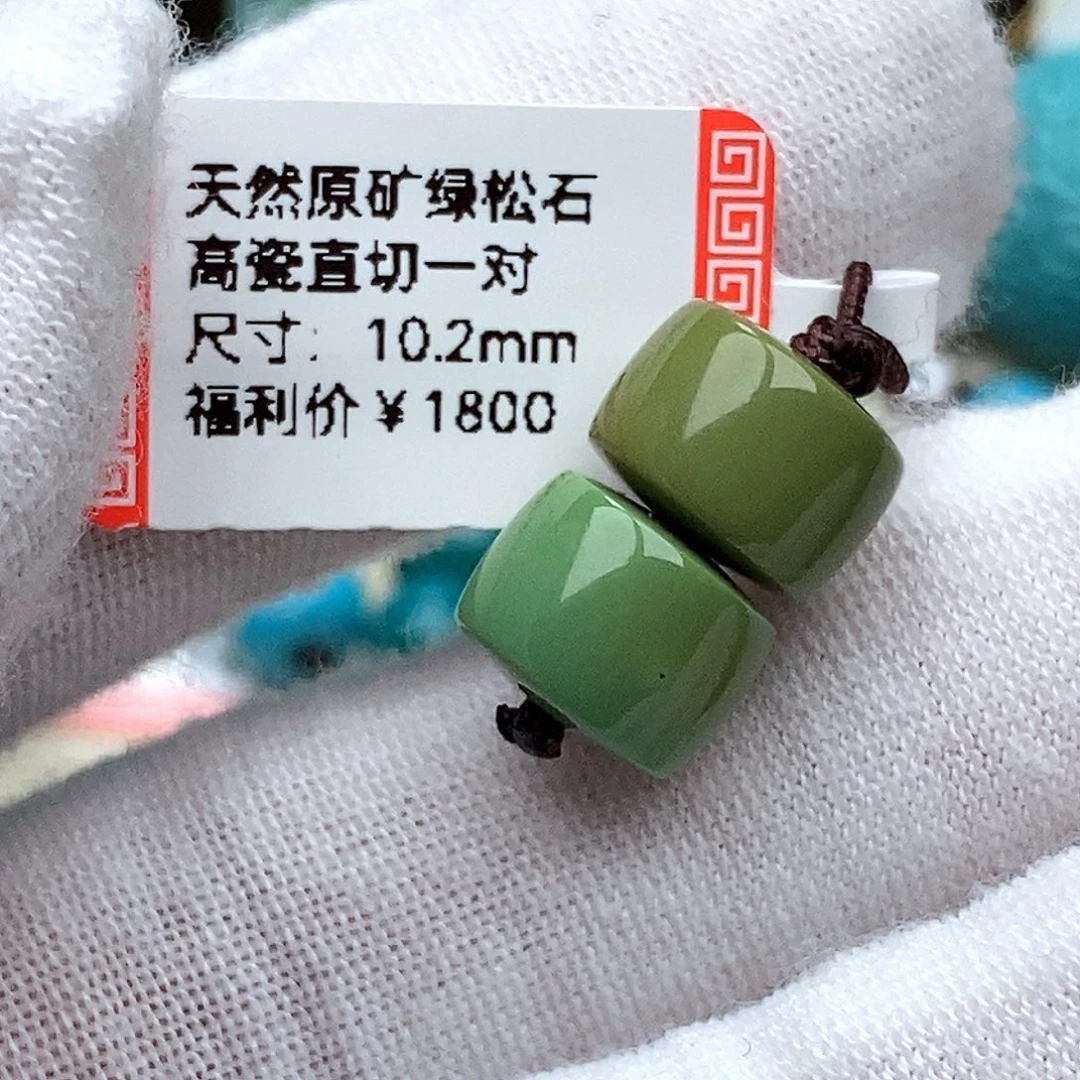 天然原矿绿松石
高瓷直切一对
尺寸: 10.2mm
福利价¥1800